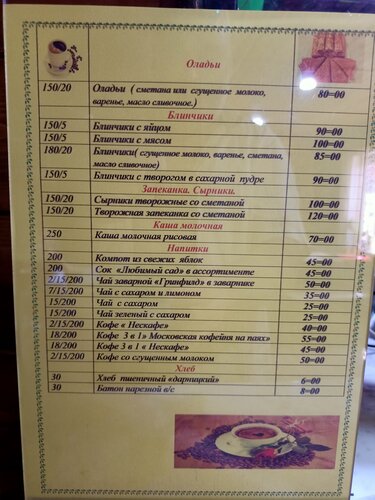 Оладьи
150/20 Оладьи ( сметана или сгущенное молоко, 80=00
варенье, масло сливочное.)
Блинчики
150/5 Блинчики с яйцом 90=00
150/5 Блинчики с мясом 100=00
180/20 Блинчики( сгущенное молоко, варенье, сметана, 85=00
масло сливочное)
150/5 Блинчики с творогом в сахарной пудре 90=00
Запеканка. Сырники.
150/20 Сырники творожные со сметаной 100=00
150/20 Творожная запеканка со сметаной 120=00
Каша молочная
250 Каша молочная рисовая 70=00
Напитки
200 Компот из свежих яблок 45=00
200 Сок «Любимый сад» в ассортименте 45=00
2/15/200 Чай заварной «Гринфилд» в заварнике 50=00
7/15/200 Чай с сахаром и лимоном 35=00
15/200 Чай с сахаром 25=00
15/200 Чай зеленый с сахаром 25=00
2/15/200 Кофе « Нескафе» 40=00
18/200 Кофе 3 в 1» Московская кофейня на паях» 55=00
18/200 Кофе 3 в 1 « Нескафе» 45=00
2/15/200 Кофе со сгущенным молоком 50=00
Хлеб
30 Хлеб пшеничный «дарницкий» 6=00
30 Батон нарезной в/с 8=00